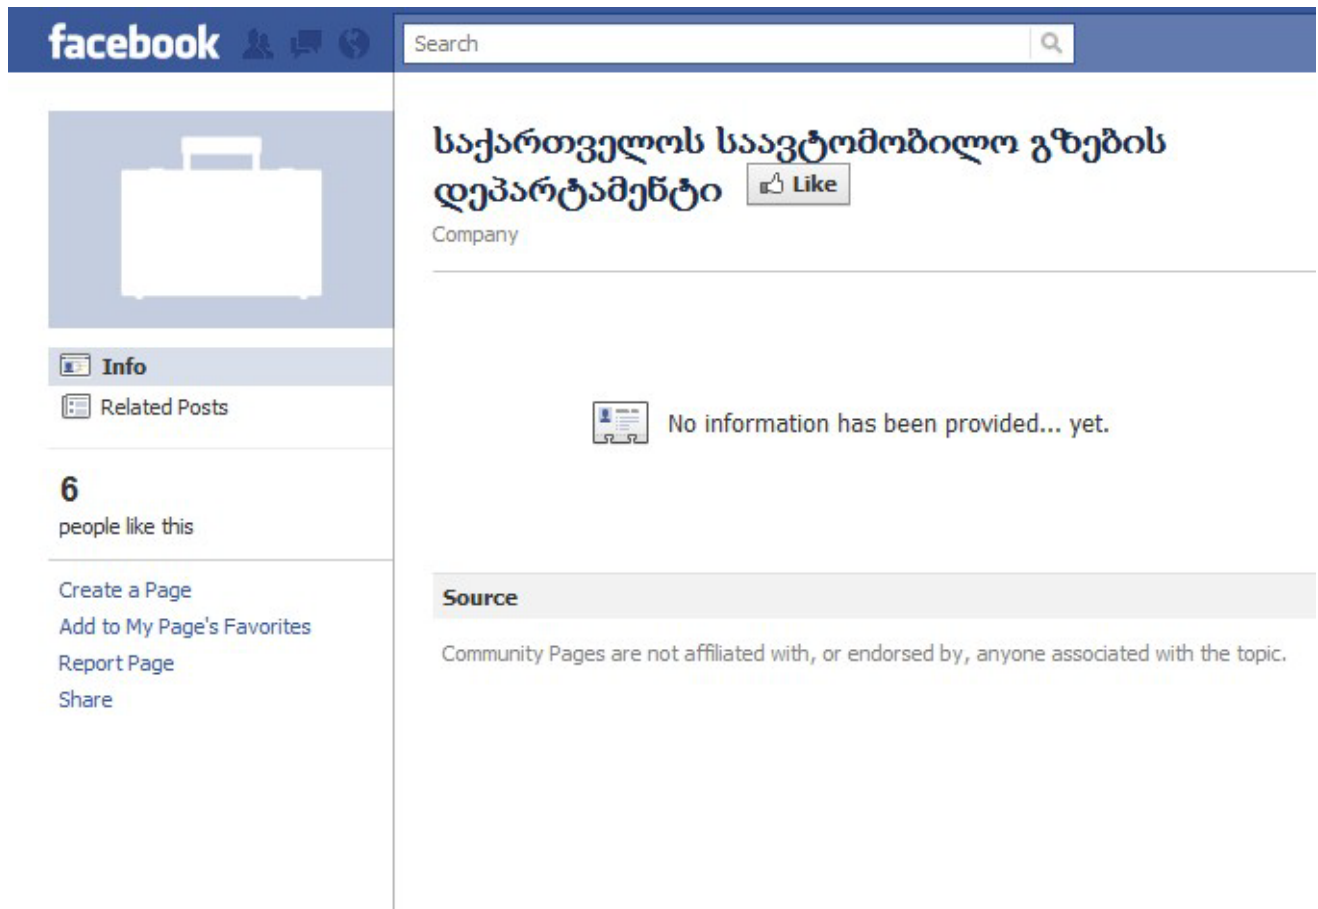 facebook
Search
საქართველოს საავტომობილო გზების
დეპარტამენტი
Like
Company
Info
Related Posts
No information has been provided... yet.
6
people like this
Create a Page
Add to My Page's Favorites
Report Page
Share
Source
Community Pages are not affiliated with, or endorsed by, anyone associated with the topic.